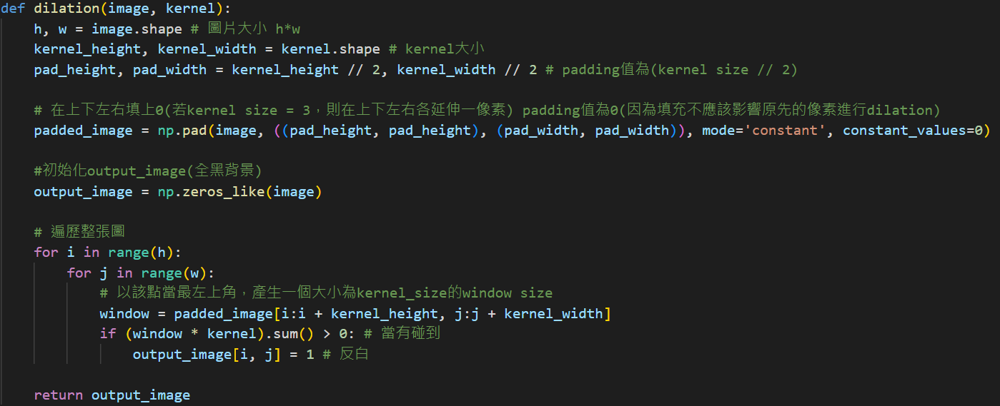 def dilation(image, kernel):
    h, w = image.shape # 圖片大小 h*w
    kernel_height, kernel_width = kernel.shape # kernel大小
    pad_height, pad_width = kernel_height // 2, kernel_width // 2 # padding值為(kernel size // 2)

    # 在上下左右填上0(若kernel size = 3，則在上下左右各延伸一像素) padding值為0(因為填充不應該影響原先的像素進行dilation)
    padded_image = np.pad(image, ((pad_height, pad_height), (pad_width, pad_width)), mode='constant', constant_values=0)

    #初始化output_image(全黑背景)
    output_image = np.zeros_like(image)

    # 遍歷整張圖
    for i in range(h):
        for j in range(w):
            # 以該點當最左上角，產生一個大小為kernel_size的window size
            window = padded_image[i:i + kernel_height, j:j + kernel_width]
            if (window * kernel).sum() > 0: # 當有碰到
                output_image[i, j] = 1 # 反白

    return output_image